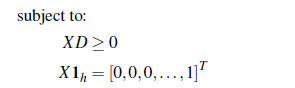 subject to:
XD ≥ 0
X1ₕ = [0,0,0,...,1]ᵀ